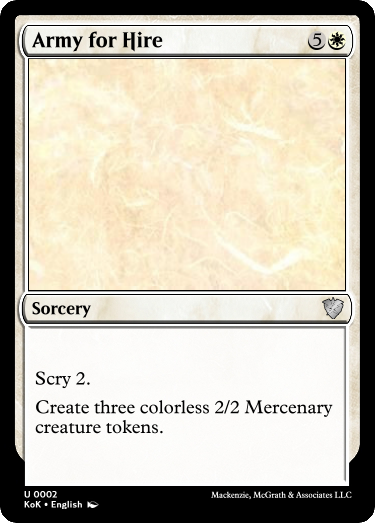 Army for Hire 5
Sorcery
Scry 2.
Create three colorless 2/2 Mercenary
creature tokens.
U 0002
KoK • English
Mackenzie, McGrath & Associates LLC